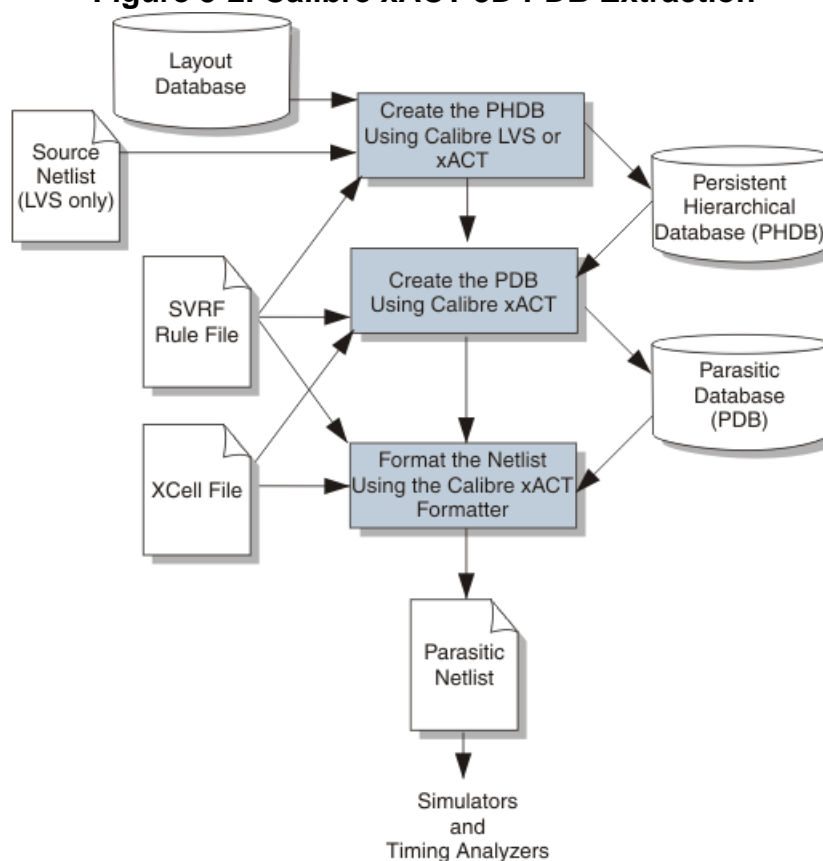 Figure 3-2. Calibre xACT 3D PDB Extraction
Layout
Database
Create the PHDB
Using Calibre LVS or
xACT
Source
Netlist
(LVS only)
Persistent
Hierarchical
Database (PHDB)
SVRF
Rule File
Create the PDB
Using Calibre xACT
Parasitic
Database
(PDB)
XCell File
Format the Netlist
Using the Calibre xACT
Formatter
Parasitic
Netlist
Simulators
and
Timing Analyzers